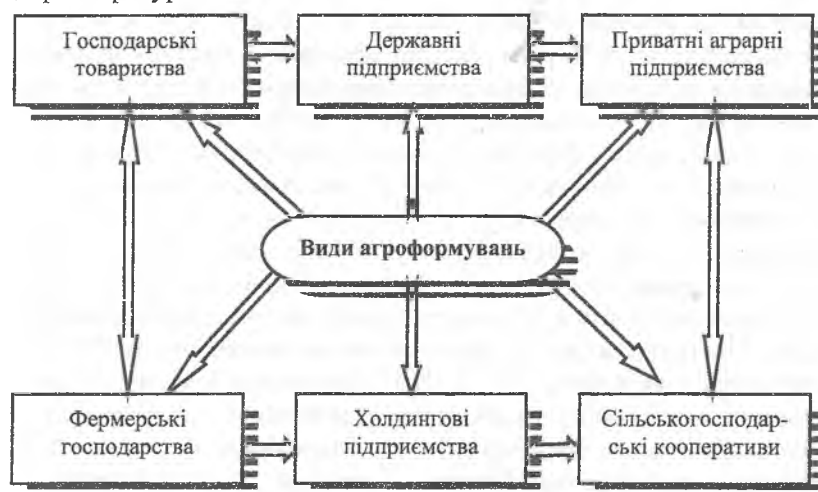 Господарські
товариства
Державні
підприємства
Приватні аграрні
підприємства
Види агроформувань
Фермерські
господарства
Холдингові
підприємства
Сільськогосподар-
ські кооперативи